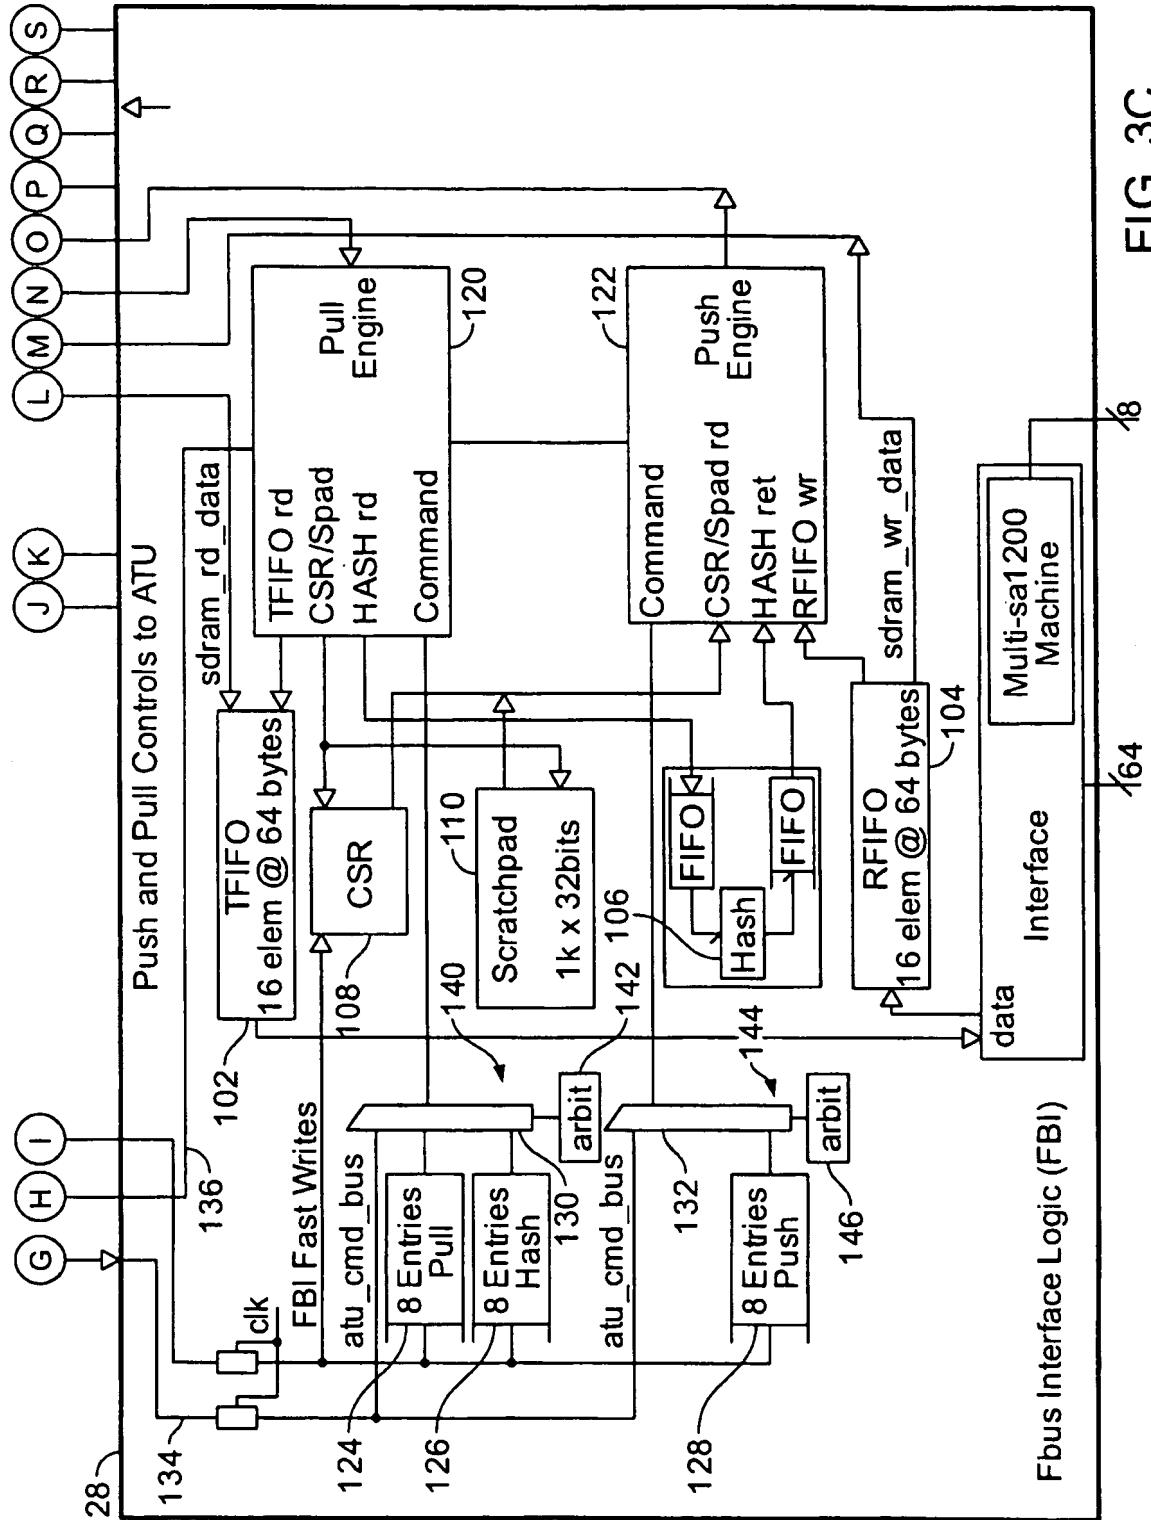 G
H
I
J
K
L
M
N
O
P
Q
R
S
28
134
136
clk
Push and Pull Controls to ATU
sdram_rd_data
FBI Fast Writes
atu_cmd_bus
102
TFIFO
16 elem @ 64 bytes
TFIFO rd
CSR/Spad
HASH rd
Command
Pull
Engine
120
108
CSR
124
8 Entries
Pull
126
8 Entries
Hash
130
140
arbit
142
110
Scratchpad
1k x 32bits
atu_cmd_bus
132
144
106
FIFO
Hash
FIFO
Command
CSR/Spad rd
HASH ret
RFIFO wr
Push
Engine
122
128
8 Entries
Push
arbit
146
RFIFO
16 elem @ 64 bytes
104
sdram_wr_data
data
Interface
Multi-sa1200
Machine
Fbus Interface Logic (FBI)
64
8
FIG. 3C